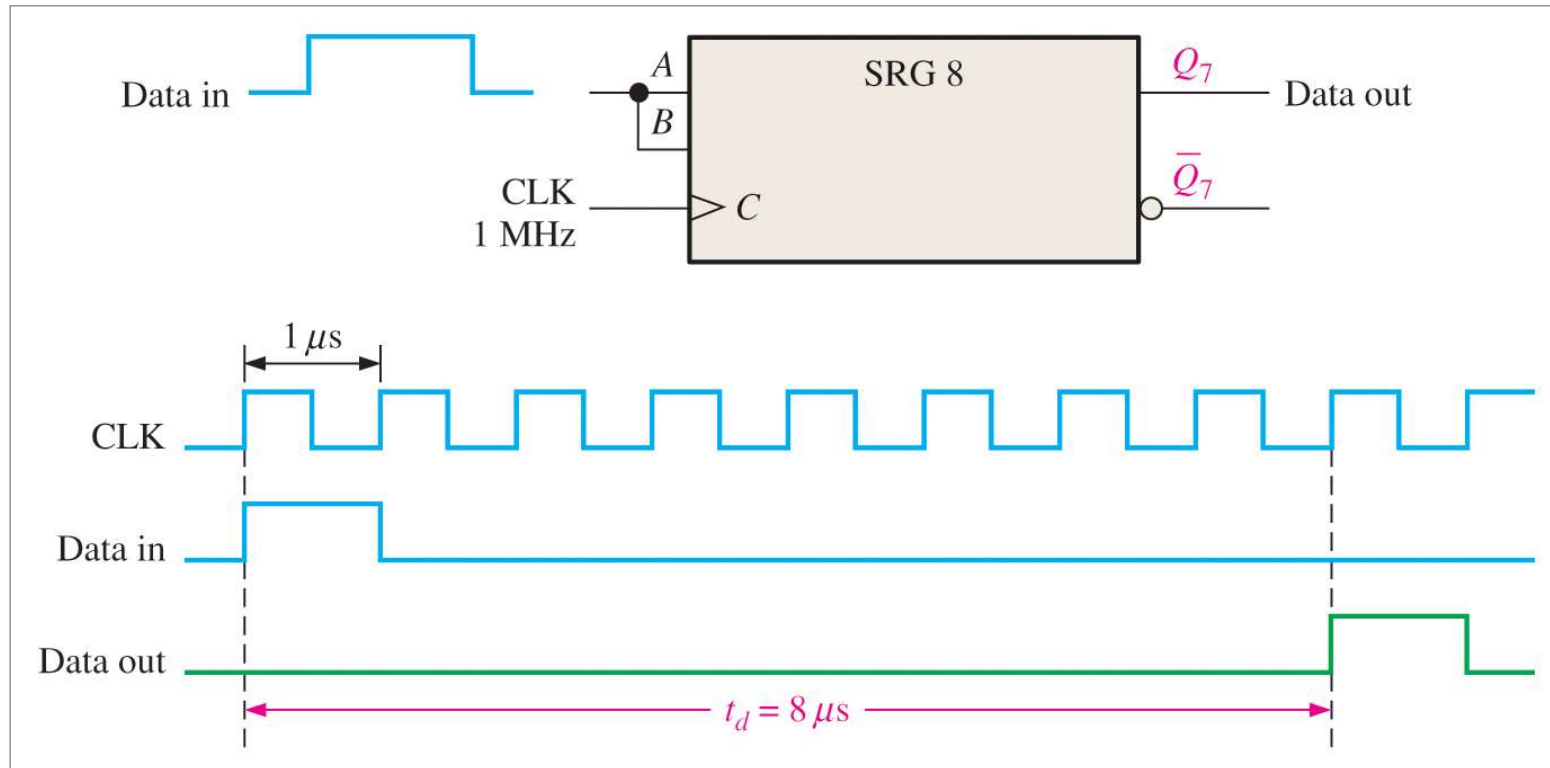 SRG 8
Data in
A
B
CLK
1 MHz
C
Q₇
Data out
Q̅₇
1 μs
CLK
Data in
Data out
t_d = 8 μs